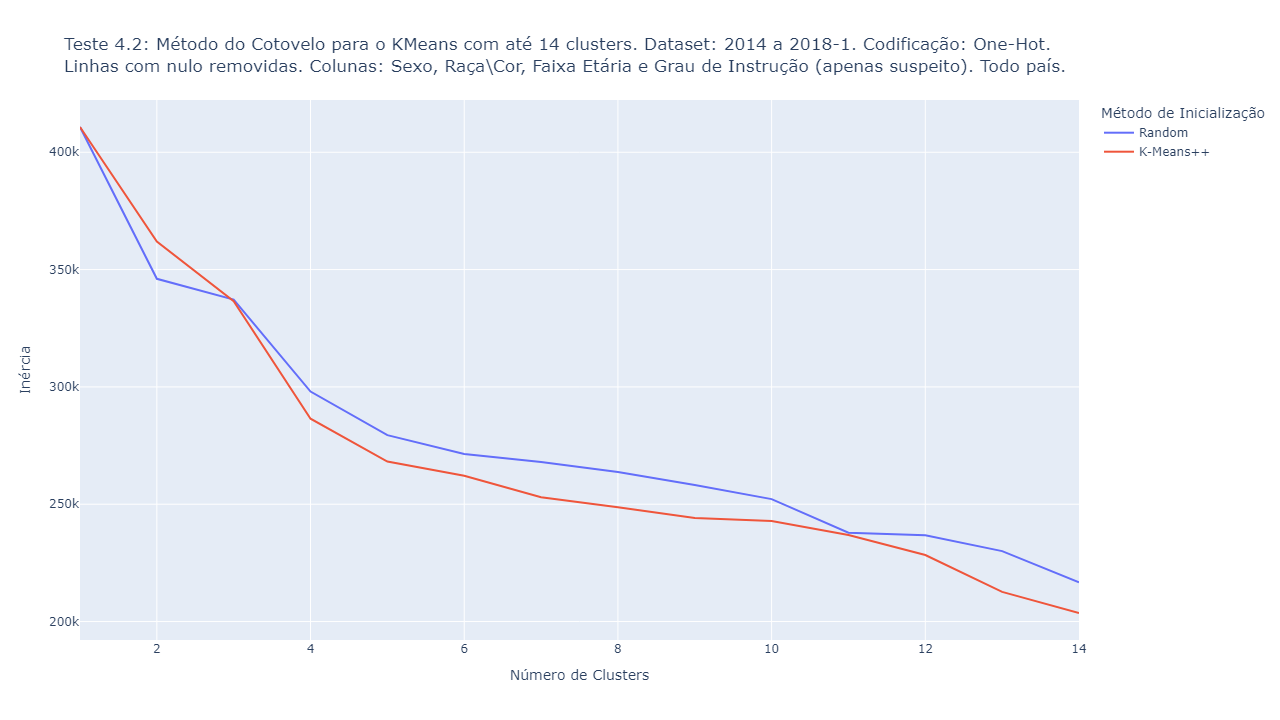 Teste 4.2: Método do Cotovelo para o KMeans com até 14 clusters. Dataset: 2014 a 2018-1. Codificação: One-Hot.
Linhas com nulo removidas. Colunas: Sexo, Raça\Cor, Faixa Etária e Grau de Instrução (apenas suspeito). Todo país.
Método de Inicialização
Random
K-Means++
400k
350k
300k
250k
200k
Inércia
2
4
6
8
10
12
14
Número de Clusters